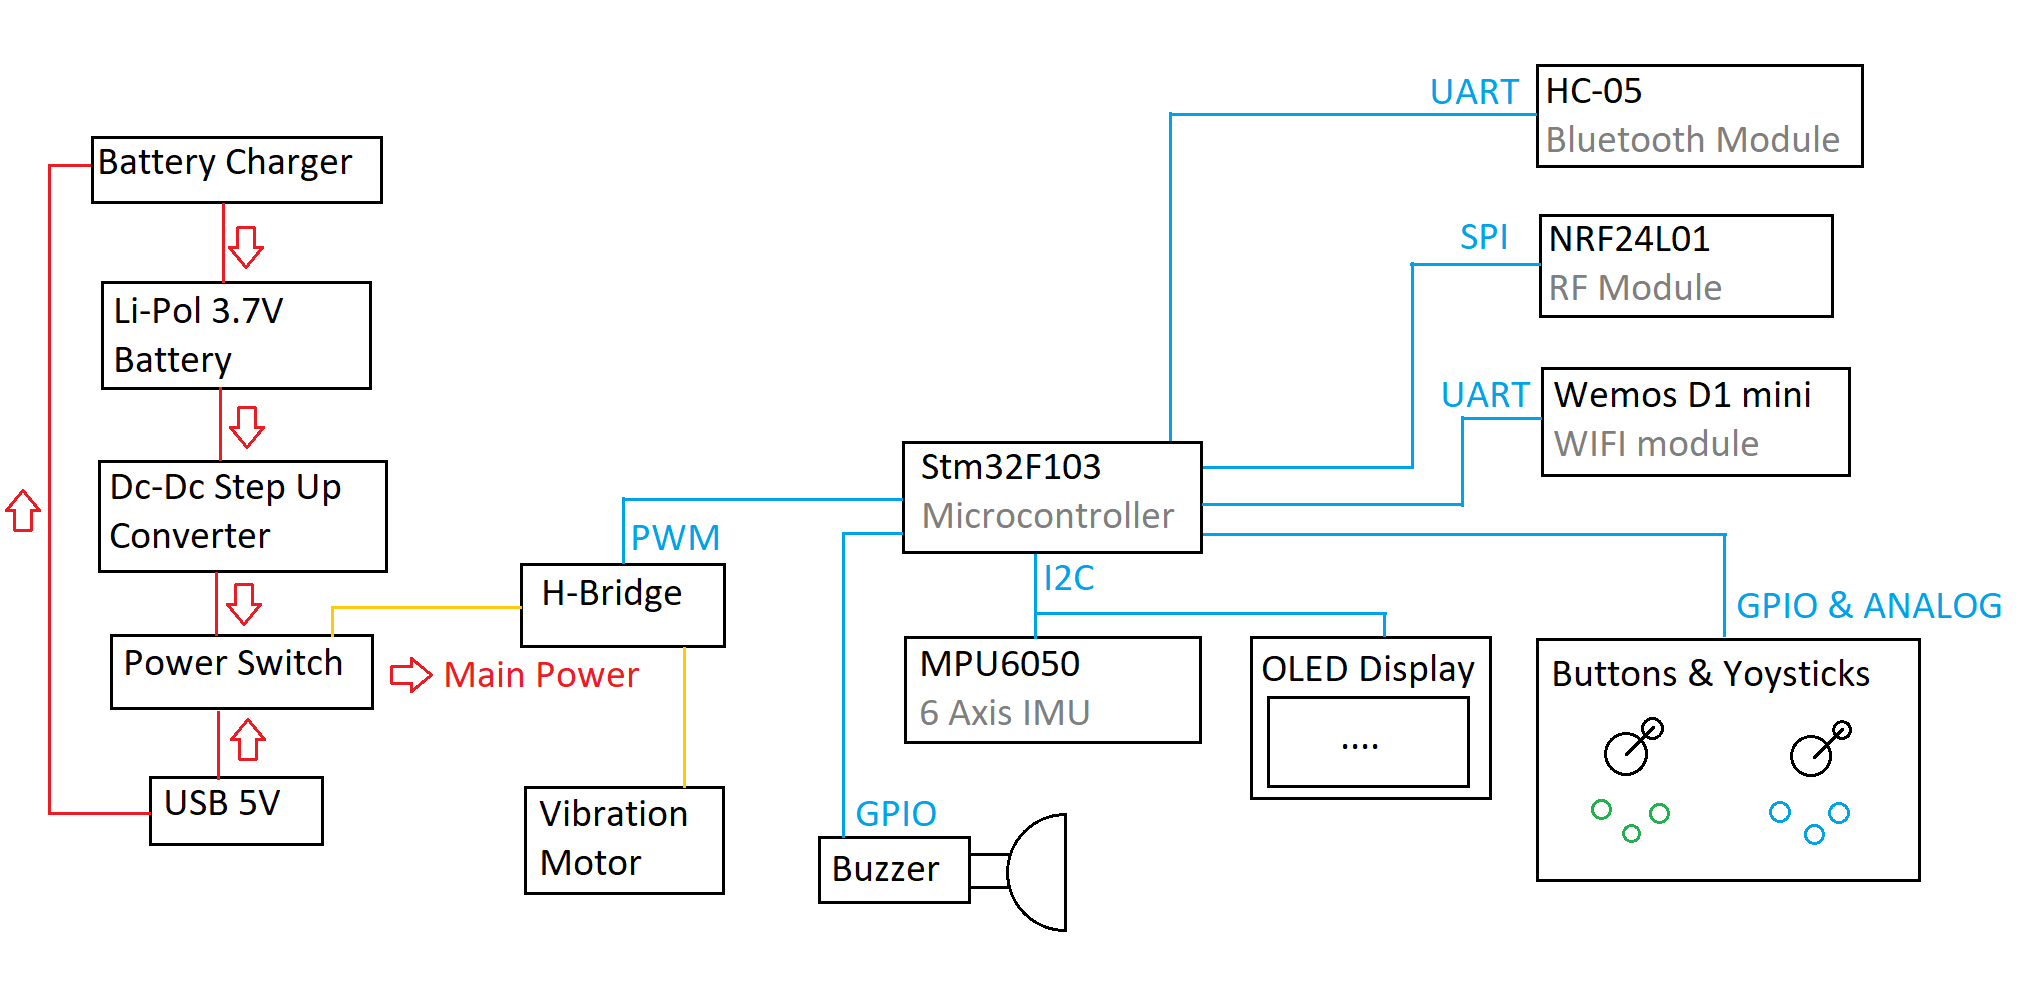 Battery Charger
Li-Pol 3.7V
Battery
Dc-Dc Step Up
Converter
Power Switch
Main Power
USB 5V
H-Bridge
PWM
Vibration
Motor
Stm32F103
Microcontroller
I2C
MPU6050
6 Axis IMU
OLED Display
....
GPIO
Buzzer
UART
HC-05
Bluetooth Module
SPI
NRF24L01
RF Module
UART
Wemos D1 mini
WIFI module
GPIO & ANALOG
Buttons & Yoysticks